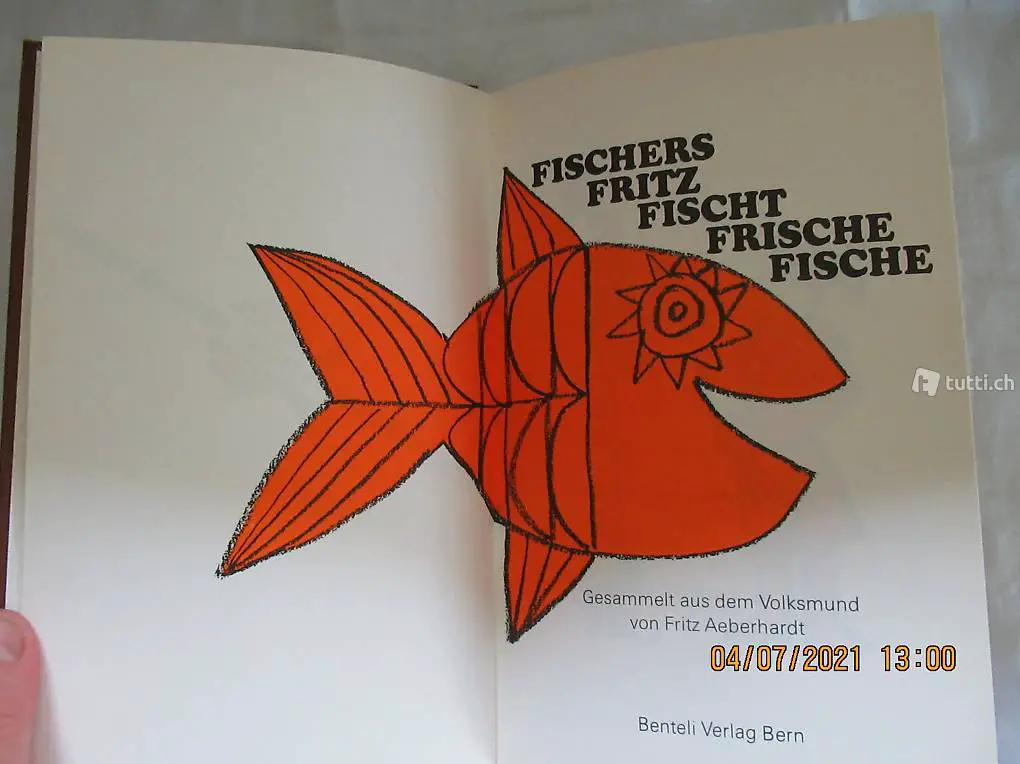 FISCHERS
FRITZ
FISCHT
FRISCHE
FISCHE
tutti.ch
Gesammelt aus dem Volksmund
von Fritz Aeberhardt
04/07/2021 13:00
Benteli Verlag Bern